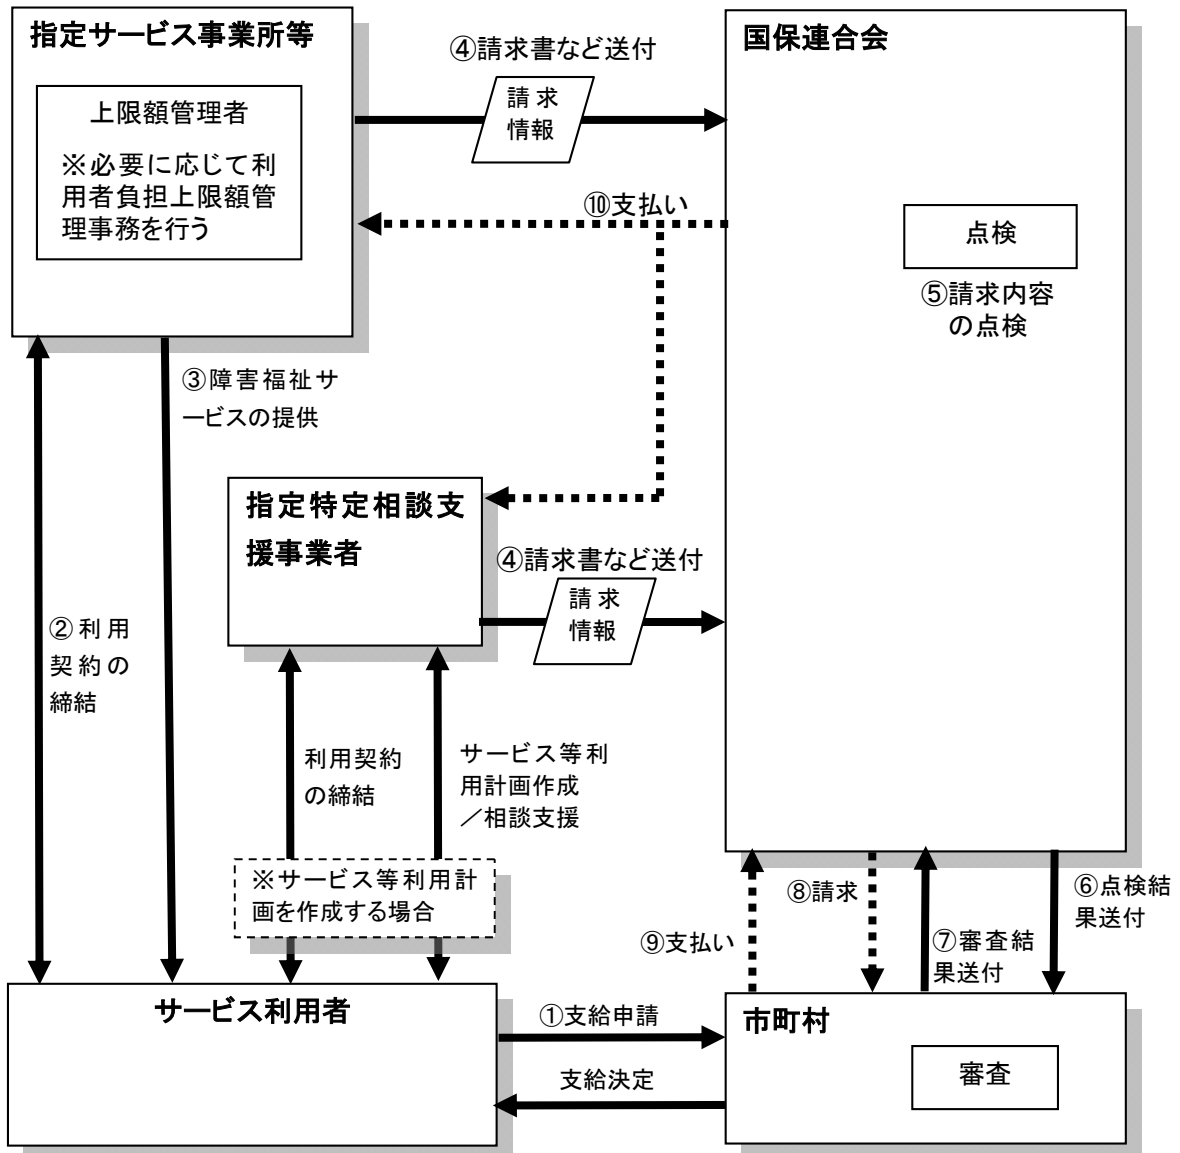 指定サービス事業所等
上限額管理者
※必要に応じて利
用者負担上限額管
理事務を行う
④請求書など送付
請求
情報
国保連合会
⑩支払い
点検
⑤請求内容
の点検
③障害福祉サ
ービスの提供
指定特定相談支
援事業者
④請求書など送付
請求
情報
②利用
契約の
締結
利用契約
の締結
サービス等利
用計画作成
／相談支援
※サービス等利用計
画を作成する場合
⑨支払い
⑧請求
⑦審査結
果送付
⑥点検結
果送付
サービス利用者
①支給申請
支給決定
市町村
審査